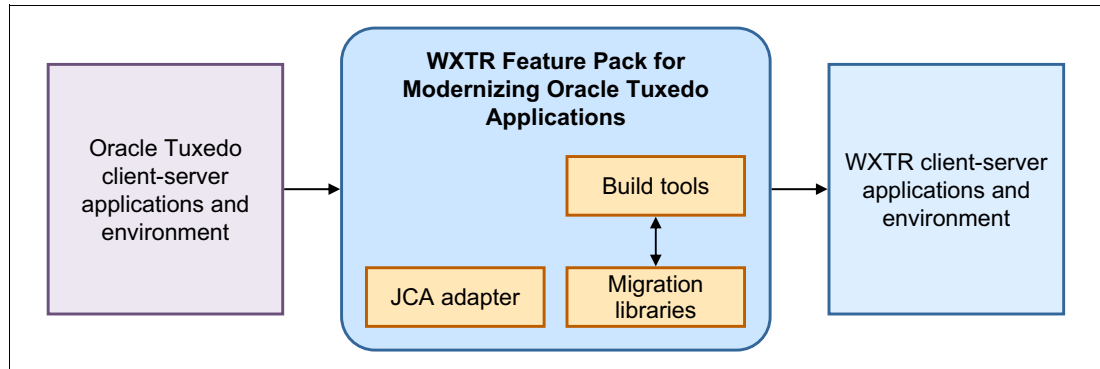 Oracle Tuxedo
client-server
applications and
environment
WXTR Feature Pack for
Modernizing Oracle Tuxedo
Applications
Build tools
JCA adapter
Migration
libraries
WXTR client-server
applications and
environment